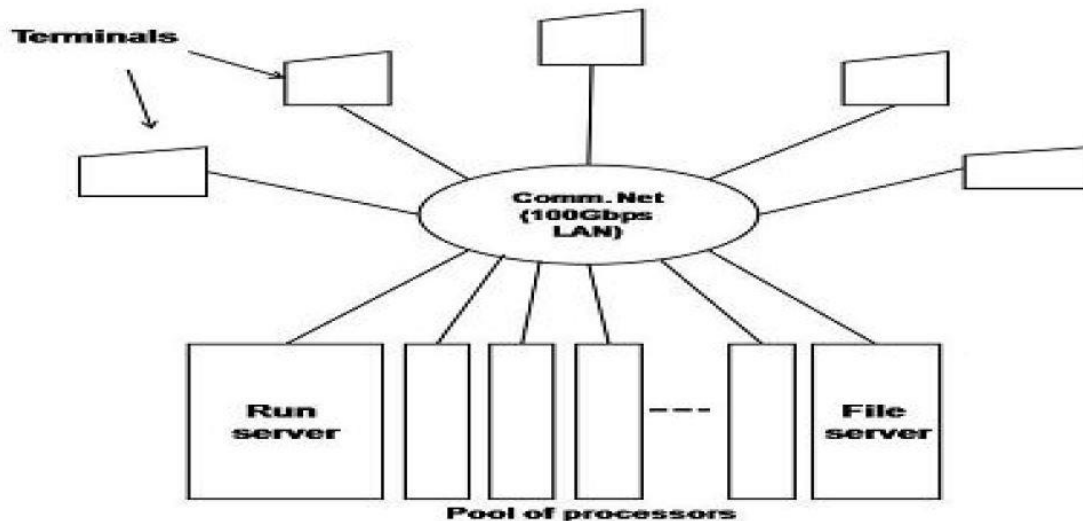 Terminals
Comm.Net
(100Gbps
LAN)
Run
server
File
server
Pool of processors